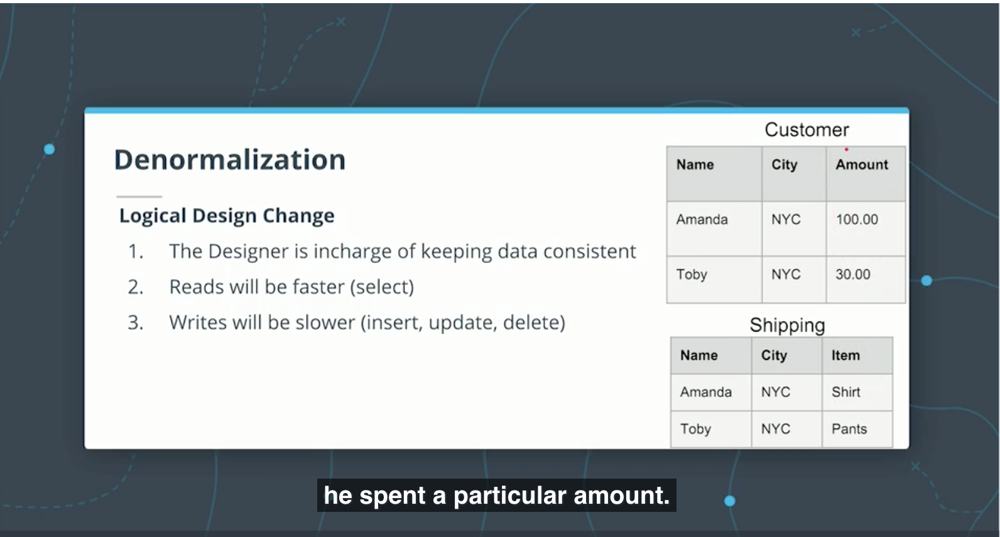 Denormalization
Logical Design Change
1. The Designer is incharge of keeping data consistent
2. Reads will be faster (select)
3. Writes will be slower (insert, update, delete)
Customer
Name City Amount
Amanda NYC 100.00
Toby NYC 30.00
Shipping
Name City Item
Amanda NYC Shirt
Toby NYC Pants
he spent a particular amount.